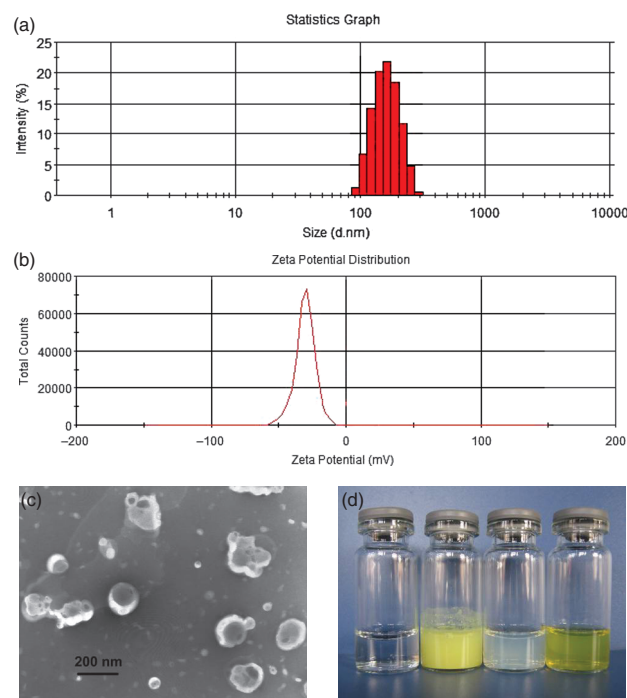 (a)
Statistics Graph
Intensity (%)
25
20
15
10
5
0
1 10 100 1000 10000
Size (d.nm)
(b)
Zeta Potential Distribution
Total Counts
80000
60000
40000
20000
0
−200 −100 0 100 200
Zeta Potential (mV)
(c)
200 nm
(d)